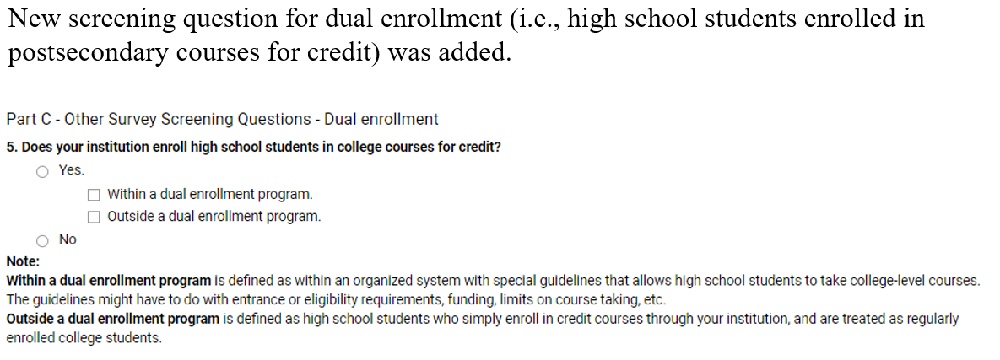 New screening question for dual enrollment (i.e., high school students enrolled in
postsecondary courses for credit) was added.
Part C - Other Survey Screening Questions - Dual enrollment
5. Does your institution enroll high school students in college courses for credit?
Yes.
Within a dual enrollment program.
Outside a dual enrollment program.
No
Note:
Within a dual enrollment program is defined as within an organized system with special guidelines that allows high school students to take college-level courses.
The guidelines might have to do with entrance or eligibility requirements, funding, limits on course taking, etc.
Outside a dual enrollment program is defined as high school students who simply enroll in credit courses through your institution, and are treated as regularly
enrolled college students.